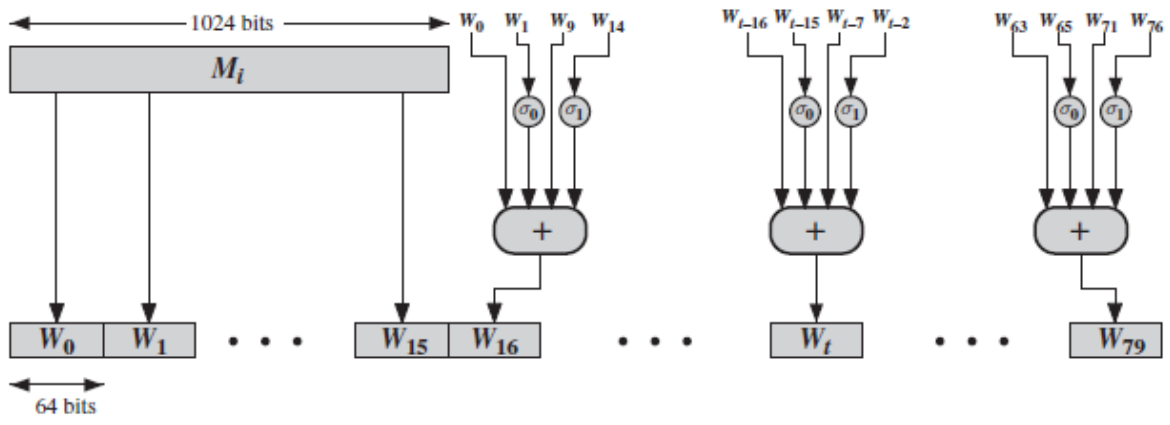 1024 bits
W0 W1 W9 W14
Wt–16 Wt–15 Wt–7 Wt–2
W63 W65 W71 W76
Mi
σ0 σ1
σ0 σ1
σ0 σ1
+ + +
W0 W1 • • • W15 W16 • • • Wt • • • W79
64 bits